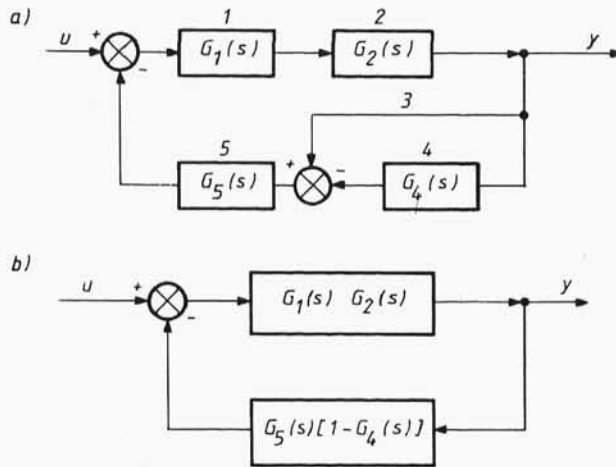 a)
1 2
u + - G1(s) G2(s) y
3
5 4
G5(s) + - G4(s)
b)
u + - G1(s) G2(s) y
G5(s)[1-G4(s)]